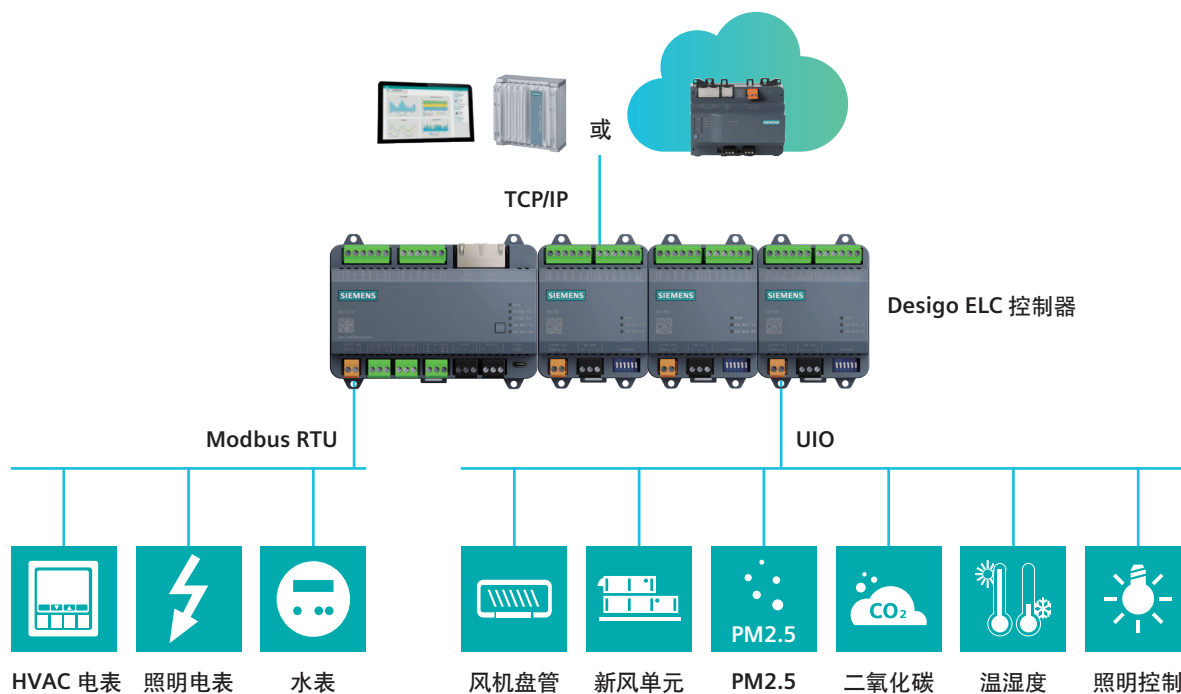 或
SIEMENS
TCP/IP
SIEMENS
SIEMENS
SIEMENS
SIEMENS
Desigo ELC 控制器
Modbus RTU
UIO
PM2.5
CO₂
HVAC 电表
照明电表
水表
风机盘管
新风单元
PM2.5
二氧化碳
温湿度
照明控制